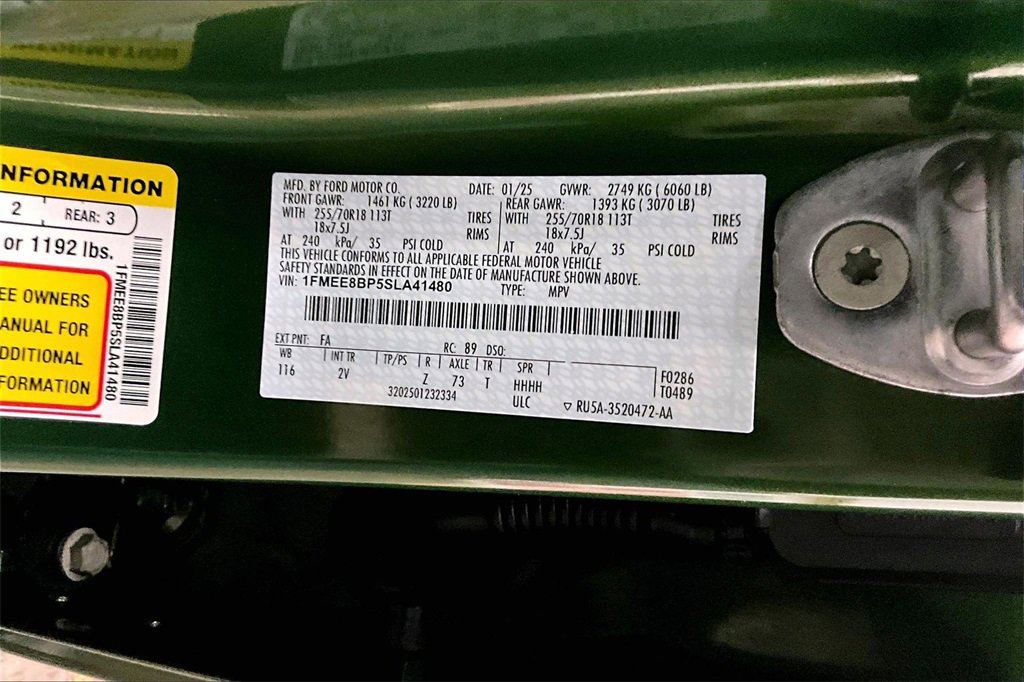 NFORMATION
2 REAR: 3
or 1192 lbs.
EE OWNERS
ANUAL FOR
DDITIONAL
FORMATION
1FMEE8BP5SLA41480
MFD. BY FORD MOTOR CO. DATE: 01/25 GVWR: 2749 KG ( 6060 LB)
FRONT GAWR: 1461 KG ( 3220 LB) REAR GAWR: 1393 KG ( 3070 LB)
WITH 255/70R18 113T TIRES WITH 255/70R18 113T TIRES
18x7.5J RIMS 18x7.5J RIMS
AT 240 kPa/ 35 PSI COLD AT 240 kPa/ 35 PSI COLD
THIS VEHICLE CONFORMS TO ALL APPLICABLE FEDERAL MOTOR VEHICLE
SAFETY STANDARDS IN EFFECT ON THE DATE OF MANUFACTURE SHOWN ABOVE.
VIN: 1FMEE8BP5SLA41480 TYPE: MPV
EXT PNT: FA RC: 89 DSO:
WB INT TR TP/PS R AXLE TR SPR F0286
116 2V Z 73 T HHHH T0489
3202501232334 ULC RU5A-3520472-AA